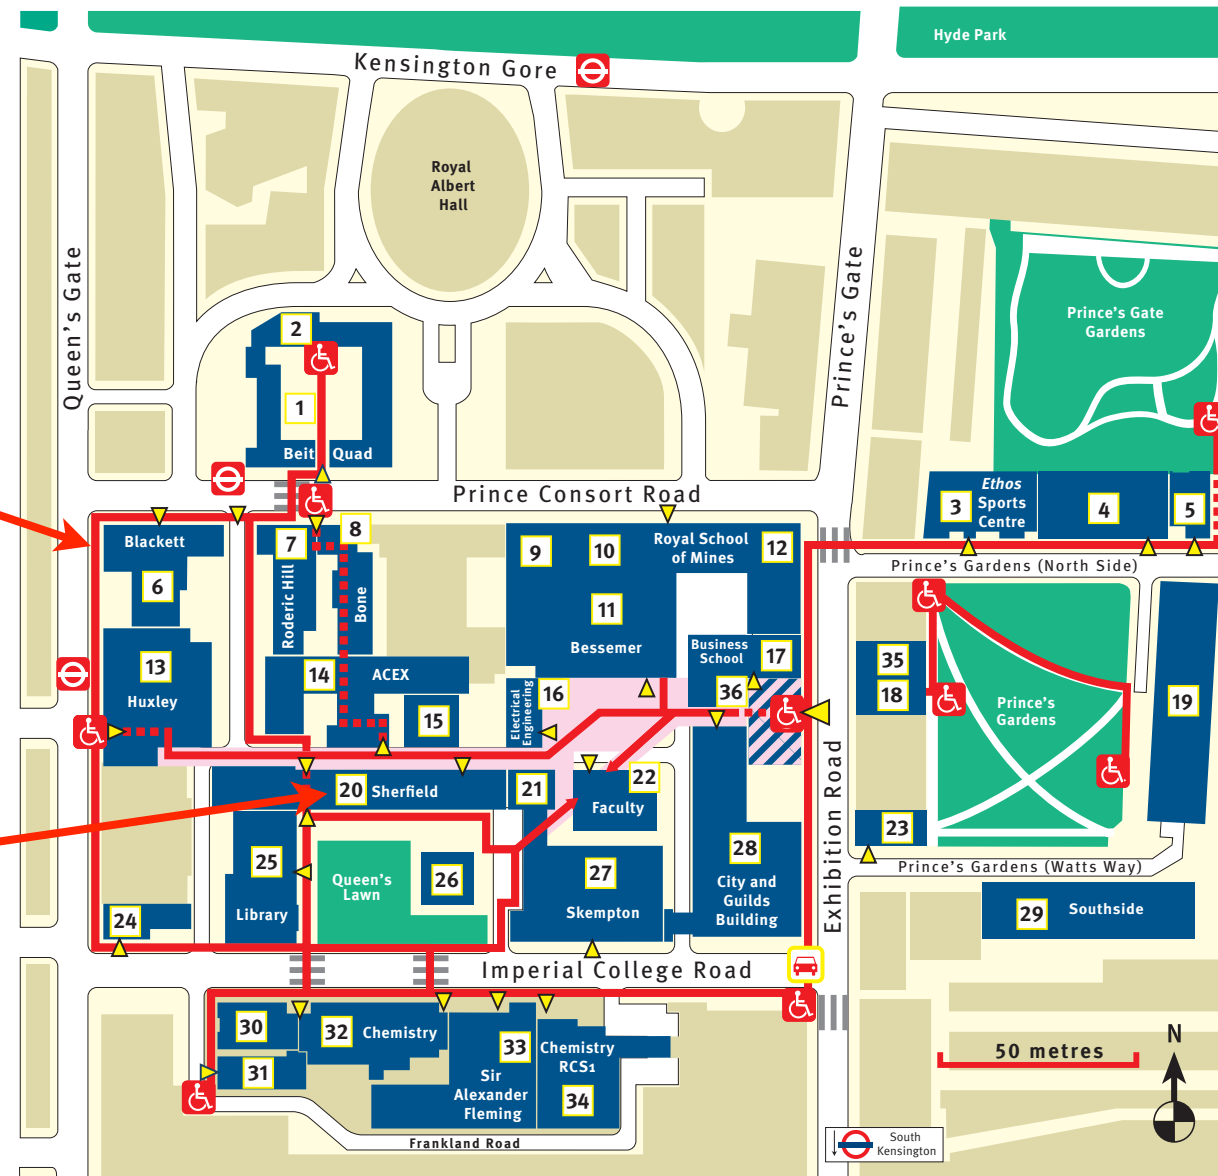 Hyde Park
Kensington Gore
Royal
Albert
Hall
Queen's Gate
Prince's Gate
Prince's Gate
Gardens
2
1
Beit Quad
Prince Consort Road
3
Ethos
Sports
Centre
4
5
Blackett
6
7
8
Roderic Hill
Bone
9
10
Royal School
of Mines
12
11
Bessemer
Prince's Gardens (North Side)
13
Huxley
14
ACEX
15
Electrical
Engineering
16
Business
School
17
36
35
18
Prince's
Gardens
19
20
Sherfield
21
22
Faculty
Exhibition Road
23
Prince's Gardens (Watts Way)
25
Library
Queen's
Lawn
26
27
Skempton
28
City and
Guilds
Building
24
29
Southside
Imperial College Road
30
31
32
Chemistry
33
Sir
Alexander
Fleming
Chemistry
RCS1
34
Frankland Road
50 metres
N
South
Kensington